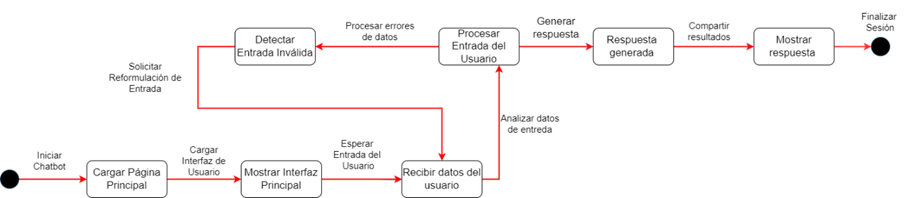 Finalizar
Sesión
Detectar
Entrada Inválida
Procesar errores
de datos
Procesar
Entrada del
Usuario
Generar
respuesta
Respuesta
generada
Compartir
resultados
Mostrar
respuesta
Solicitar
Reformulación de
Entrada
Analizar datos
de entreda
Iniciar
Chatbot
Cargar Página
Principal
Cargar
Interfaz de
Usuario
Mostrar Interfaz
Principal
Esperar
Entrada del
Usuario
Recibir datos del
usuario